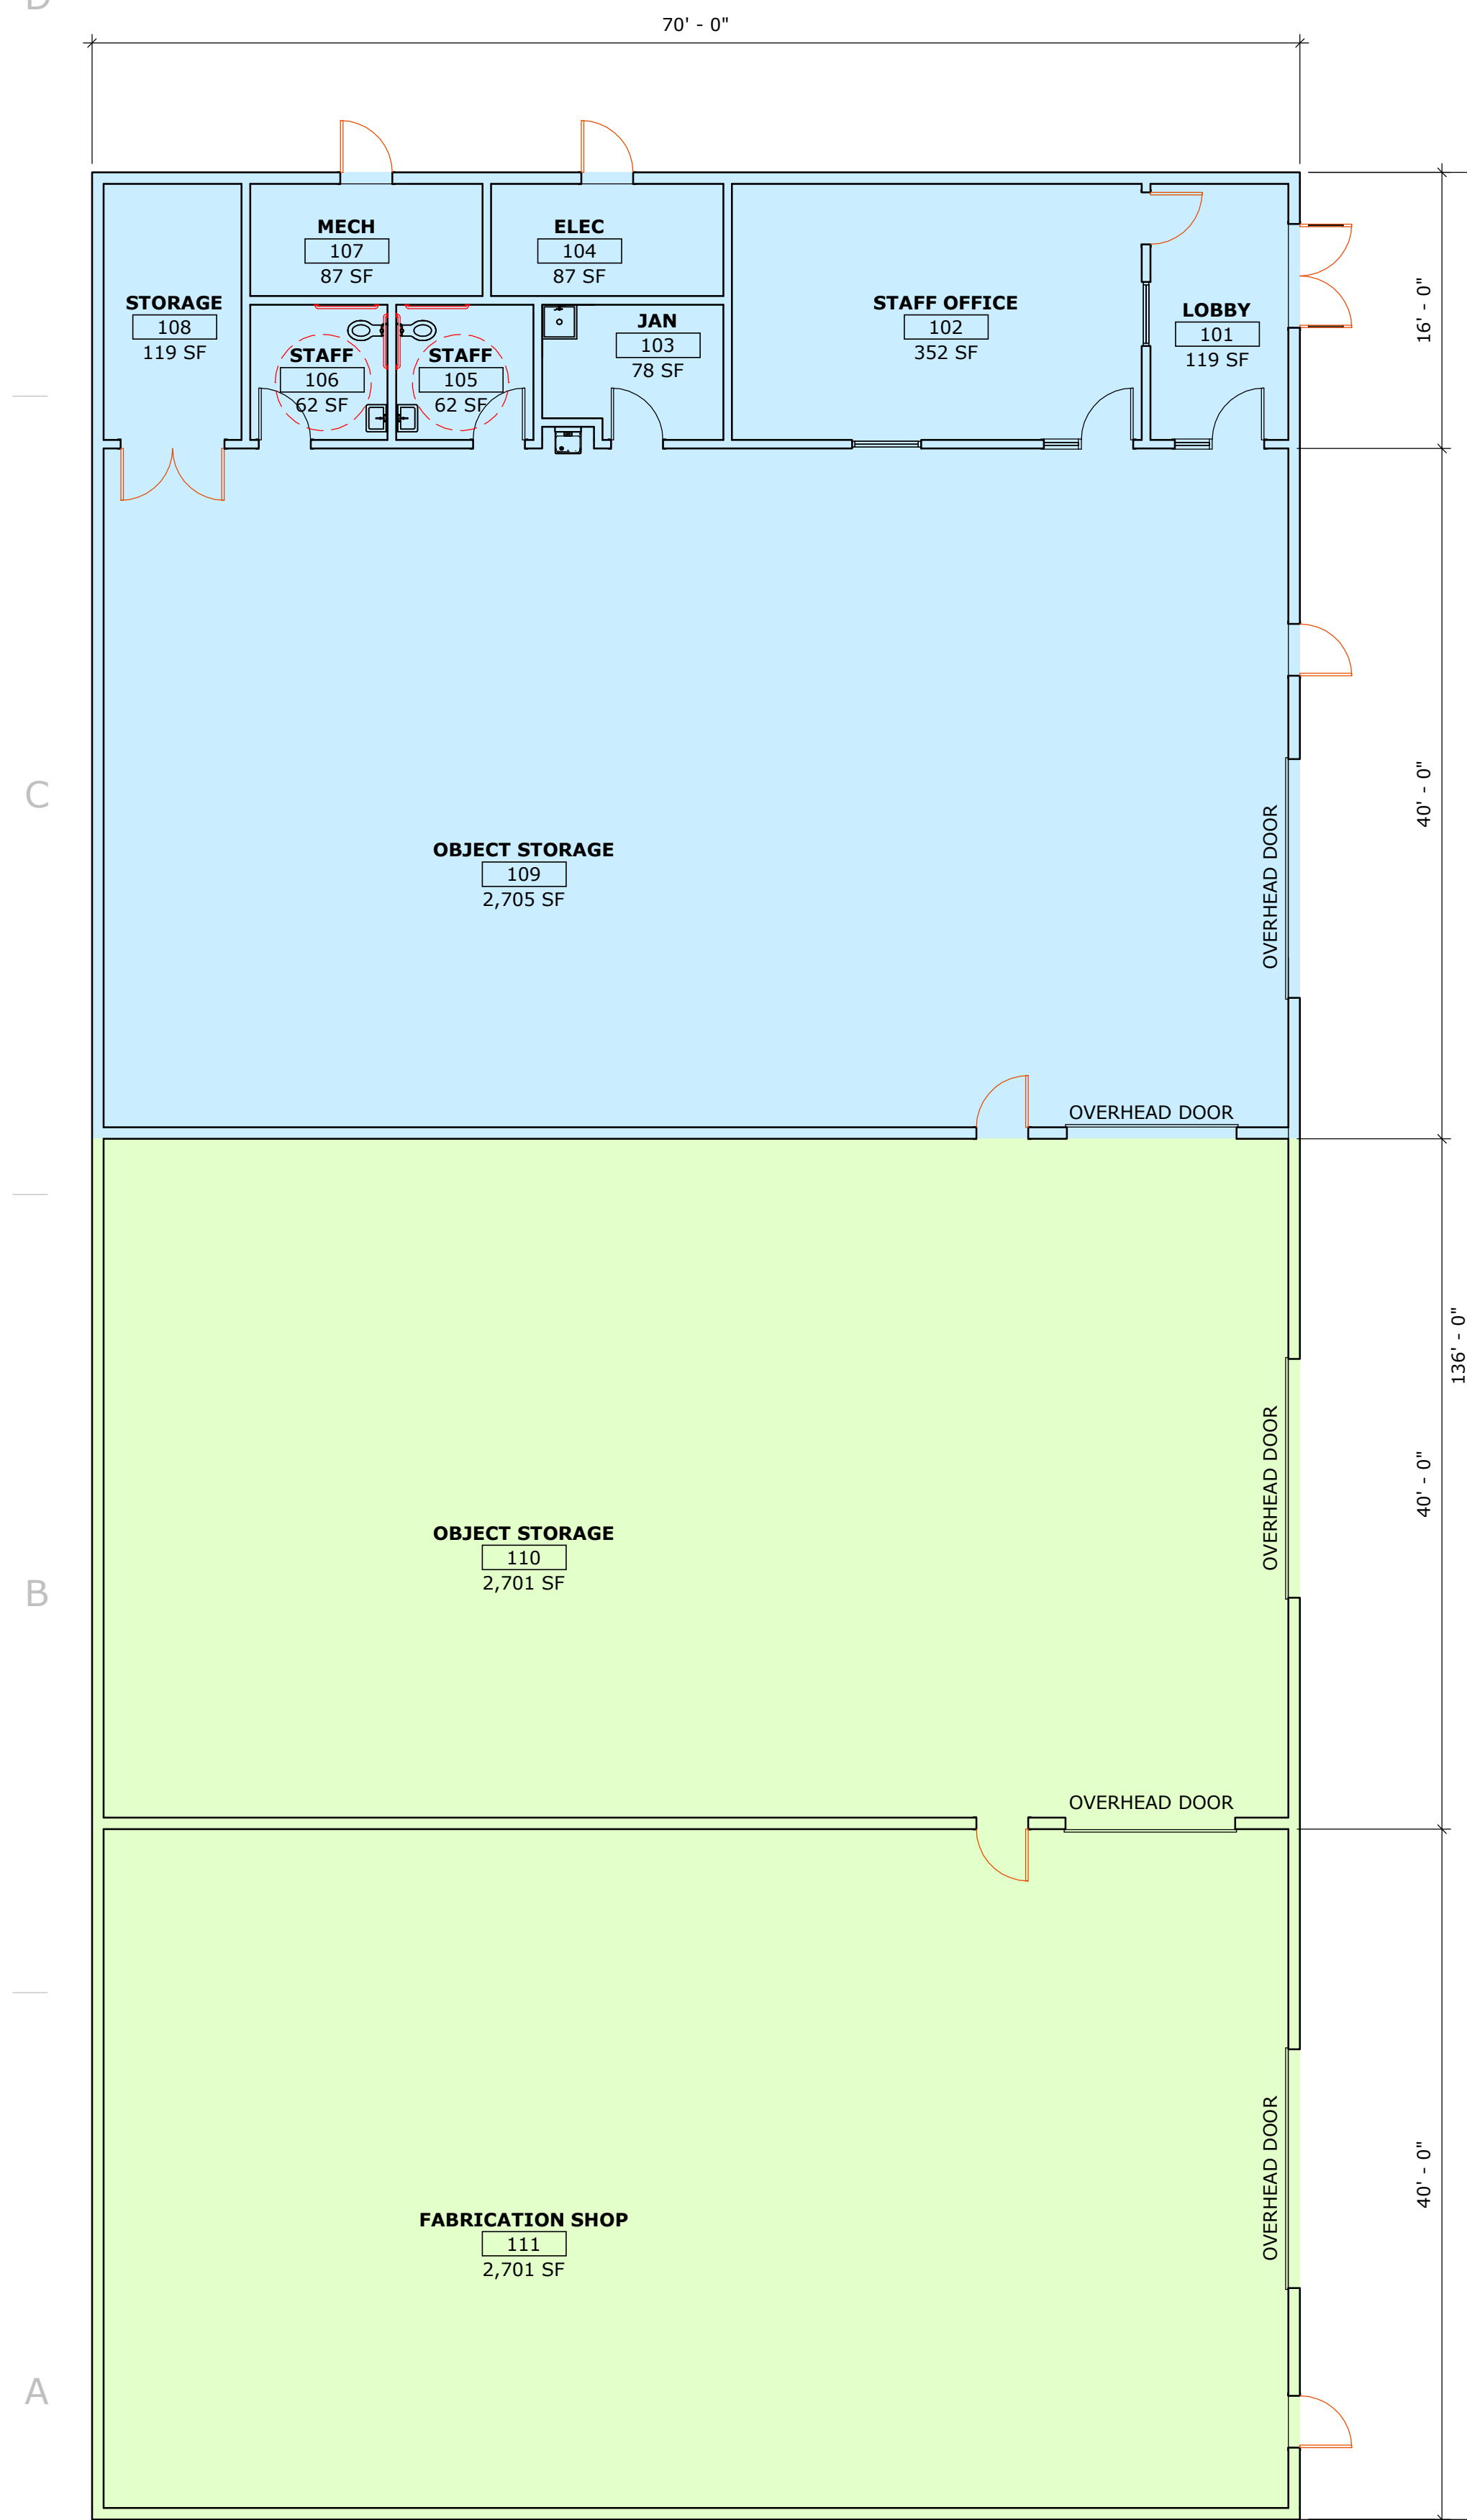 D
70' - 0"
MECH
107
87 SF
ELEC
104
87 SF
STORAGE
108
119 SF
STAFF
106
62 SF
STAFF
105
62 SF
JAN
103
78 SF
STAFF OFFICE
102
352 SF
LOBBY
101
119 SF
16' - 0"
C
OBJECT STORAGE
109
2,705 SF
OVERHEAD DOOR
40' - 0"
OVERHEAD DOOR
136' - 0"
B
OBJECT STORAGE
110
2,701 SF
OVERHEAD DOOR
40' - 0"
OVERHEAD DOOR
FABRICATION SHOP
111
2,701 SF
OVERHEAD DOOR
40' - 0"
A